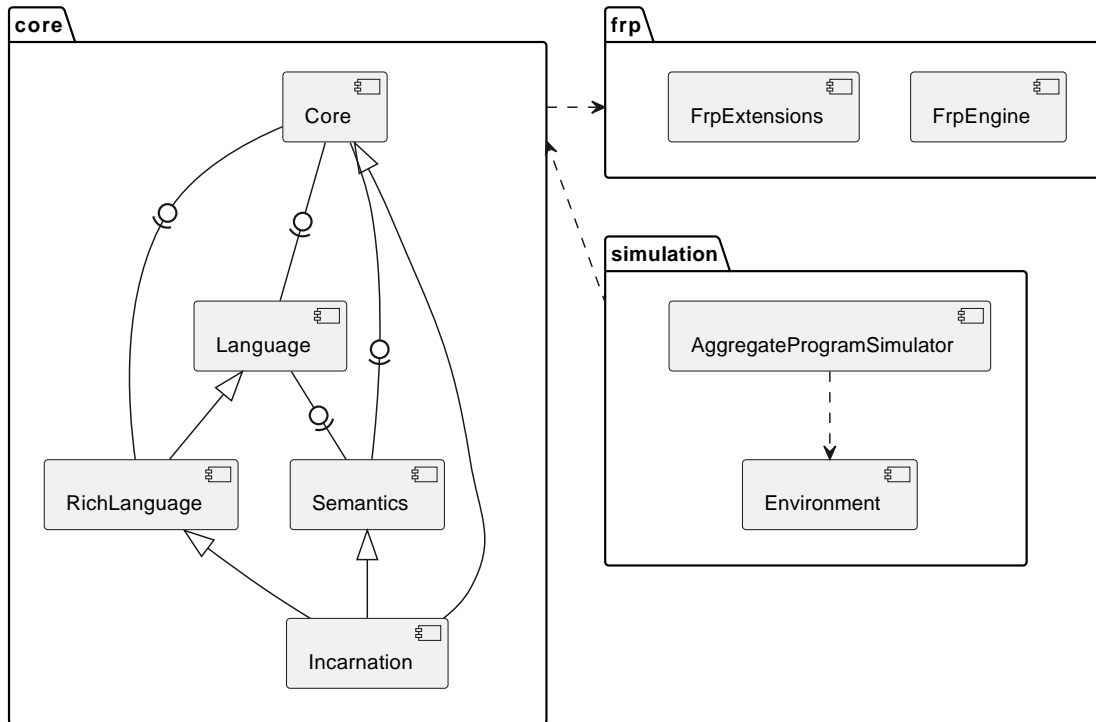 core
Core
Language
RichLanguage
Semantics
Incarnation
frp
FrpExtensions
FrpEngine
simulation
AggregateProgramSimulator
Environment